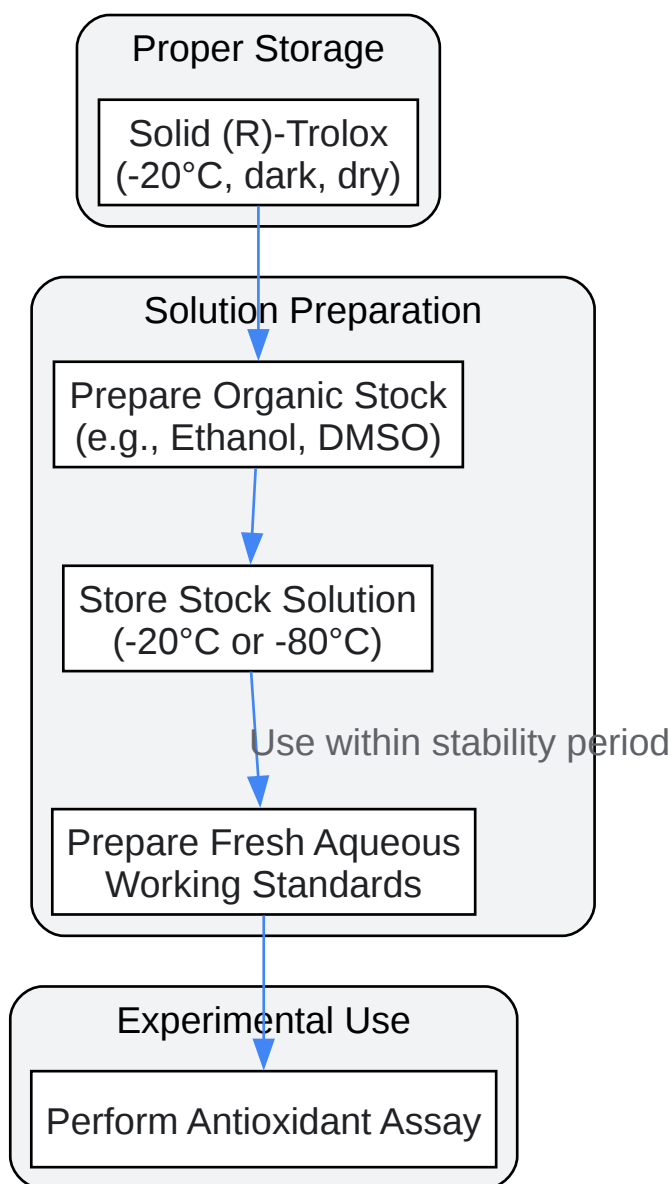 Proper Storage
Solid (R)-Trolox
(-20°C, dark, dry)
Solution Preparation
Prepare Organic Stock
(e.g., Ethanol, DMSO)
Store Stock Solution
(-20°C or -80°C)
Use within stability period
Prepare Fresh Aqueous
Working Standards
Experimental Use
Perform Antioxidant Assay